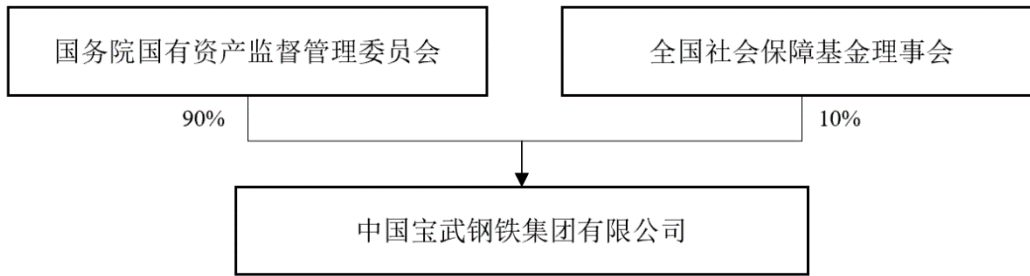 国务院国有资产监督管理委员会
全国社会保障基金理事会
90%
10%
中国宝武钢铁集团有限公司